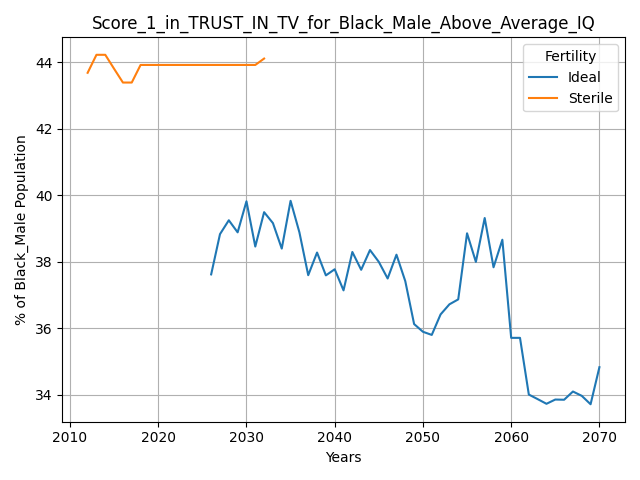 Score_1_in_TRUST_IN_TV_for_Black_Male_Above_Average_IQ
Fertility
Ideal
Sterile
% of Black_Male Population
44
42
40
38
36
34
2010
2020
2030
2040
2050
2060
2070
Years